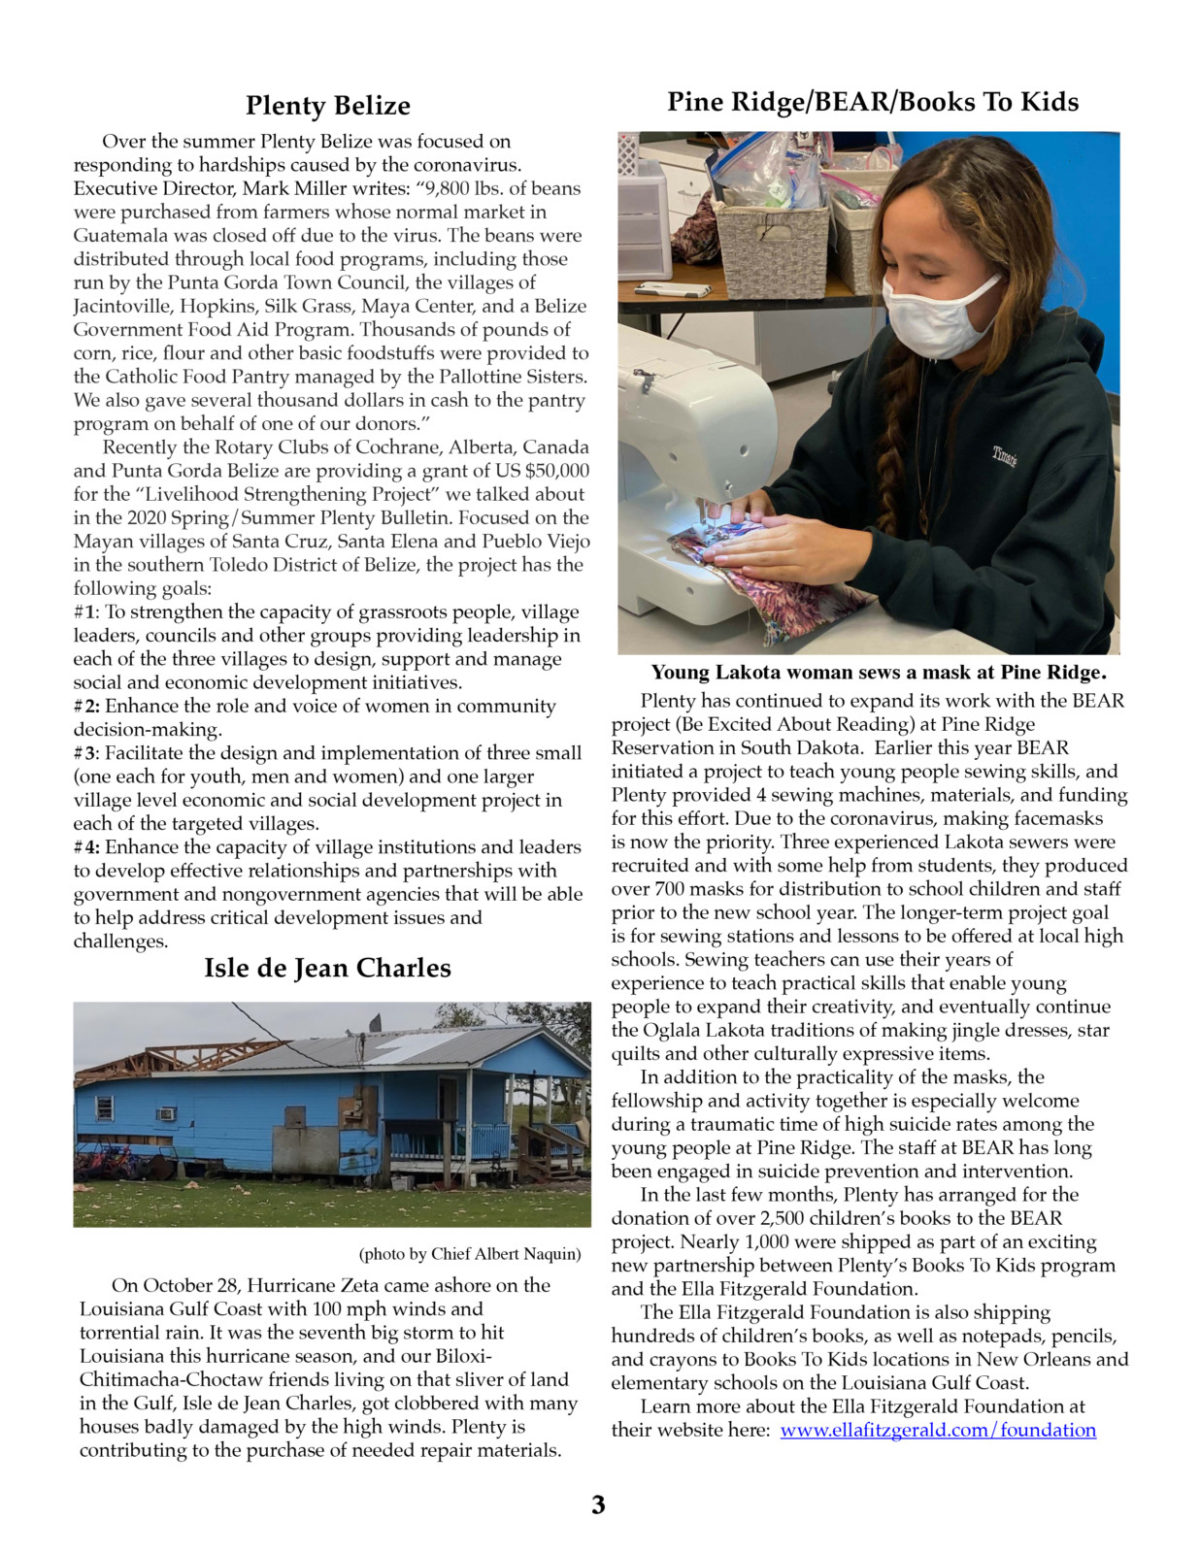 Plenty Belize
Over the summer Plenty Belize was focused on
responding to hardships caused by the coronavirus.
Executive Director, Mark Miller writes: “9,800 lbs. of beans
were purchased from farmers whose normal market in
Guatemala was closed off due to the virus. The beans were
distributed through local food programs, including those
run by the Punta Gorda Town Council, the villages of
Jacintoville, Hopkins, Silk Grass, Maya Center, and a Belize
Government Food Aid Program. Thousands of pounds of
corn, rice, flour and other basic foodstuffs were provided to
the Catholic Food Pantry managed by the Pallottine Sisters.
We also gave several thousand dollars in cash to the pantry
program on behalf of one of our donors.”
Recently the Rotary Clubs of Cochrane, Alberta, Canada
and Punta Gorda Belize are providing a grant of US $50,000
for the “Livelihood Strengthening Project” we talked about
in the 2020 Spring/Summer Plenty Bulletin. Focused on the
Mayan villages of Santa Cruz, Santa Elena and Pueblo Viejo
in the southern Toledo District of Belize, the project has the
following goals:
#1: To strengthen the capacity of grassroots people, village
leaders, councils and other groups providing leadership in
each of the three villages to design, support and manage
social and economic development initiatives.
#2: Enhance the role and voice of women in community
decision-making.
#3: Facilitate the design and implementation of three small
(one each for youth, men and women) and one larger
village level economic and social development project in
each of the targeted villages.
#4: Enhance the capacity of village institutions and leaders
to develop effective relationships and partnerships with
government and nongovernment agencies that will be able
to help address critical development issues and
challenges.
Isle de Jean Charles
(photo by Chief Albert Naquin)
On October 28, Hurricane Zeta came ashore on the
Louisiana Gulf Coast with 100 mph winds and
torrential rain. It was the seventh big storm to hit
Louisiana this hurricane season, and our Biloxi-
Chitimacha-Choctaw friends living on that sliver of land
in the Gulf, Isle de Jean Charles, got clobbered with many
houses badly damaged by the high winds. Plenty is
contributing to the purchase of needed repair materials.
Pine Ridge/BEAR/Books To Kids
Young Lakota woman sews a mask at Pine Ridge.
Plenty has continued to expand its work with the BEAR
project (Be Excited About Reading) at Pine Ridge
Reservation in South Dakota.  Earlier this year BEAR
initiated a project to teach young people sewing skills, and
Plenty provided 4 sewing machines, materials, and funding
for this effort. Due to the coronavirus, making facemasks
is now the priority. Three experienced Lakota sewers were
recruited and with some help from students, they produced
over 700 masks for distribution to school children and staff
prior to the new school year. The longer-term project goal
is for sewing stations and lessons to be offered at local high
schools. Sewing teachers can use their years of
experience to teach practical skills that enable young
people to expand their creativity, and eventually continue
the Oglala Lakota traditions of making jingle dresses, star
quilts and other culturally expressive items.
In addition to the practicality of the masks, the
fellowship and activity together is especially welcome
during a traumatic time of high suicide rates among the
young people at Pine Ridge. The staff at BEAR has long
been engaged in suicide prevention and intervention.
In the last few months, Plenty has arranged for the
donation of over 2,500 children’s books to the BEAR
project. Nearly 1,000 were shipped as part of an exciting
new partnership between Plenty’s Books To Kids program
and the Ella Fitzgerald Foundation.
The Ella Fitzgerald Foundation is also shipping
hundreds of children’s books, as well as notepads, pencils,
and crayons to Books To Kids locations in New Orleans and
elementary schools on the Louisiana Gulf Coast.
Learn more about the Ella Fitzgerald Foundation at
their website here:  www.ellafitzgerald.com/foundation
3